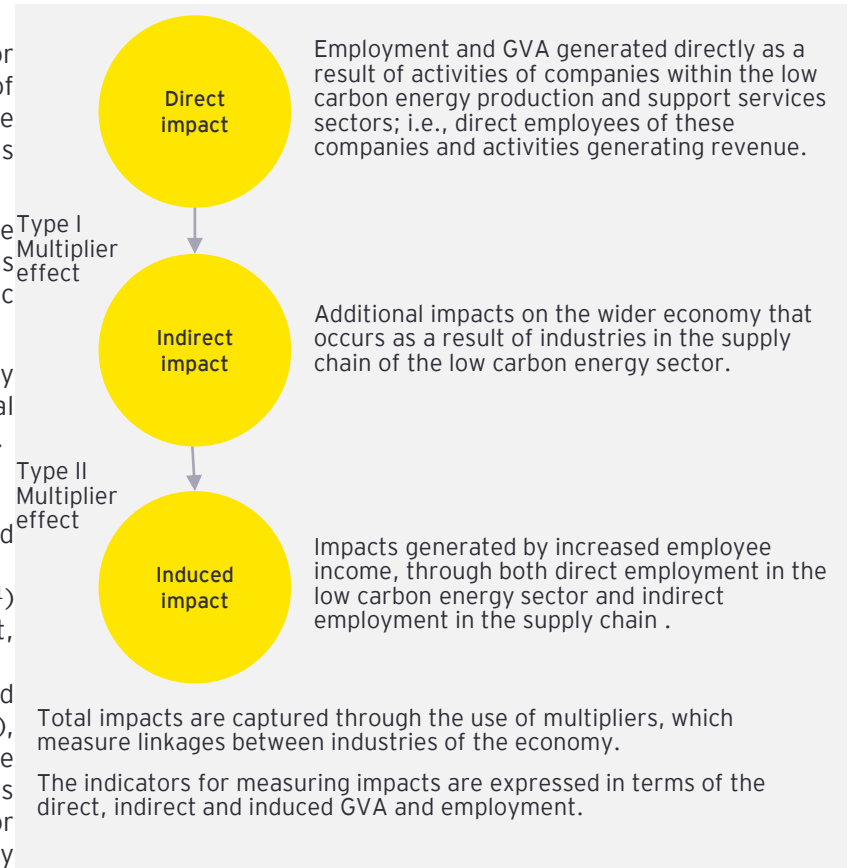 or
of
e
s
e
s
c
y
al
.
d
4)
t,
d
),
e
s
or
y
Direct
impact
Employment and GVA generated directly as a
result of activities of companies within the low
carbon energy production and support services
sectors; i.e., direct employees of these
companies and activities generating revenue.
Type I
Multiplier
effect
Indirect
impact
Additional impacts on the wider economy that
occurs as a result of industries in the supply
chain of the low carbon energy sector.
Type II
Multiplier
effect
Induced
impact
Impacts generated by increased employee
income, through both direct employment in the
low carbon energy sector and indirect
employment in the supply chain .
Total impacts are captured through the use of multipliers, which
measure linkages between industries of the economy.
The indicators for measuring impacts are expressed in terms of the
direct, indirect and induced GVA and employment.